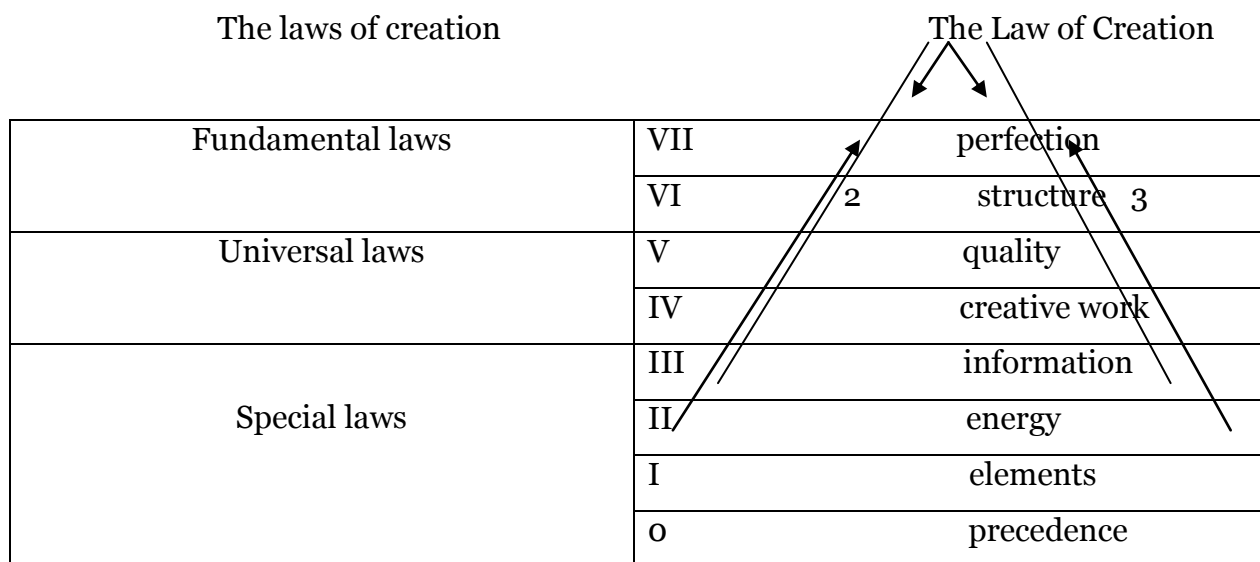 The laws of creation The Law of Creation
Fundamental laws VII perfection
VI 2 structure 3
Universal laws V quality
IV creative work
III information
Special laws II energy
I elements
0 precedence